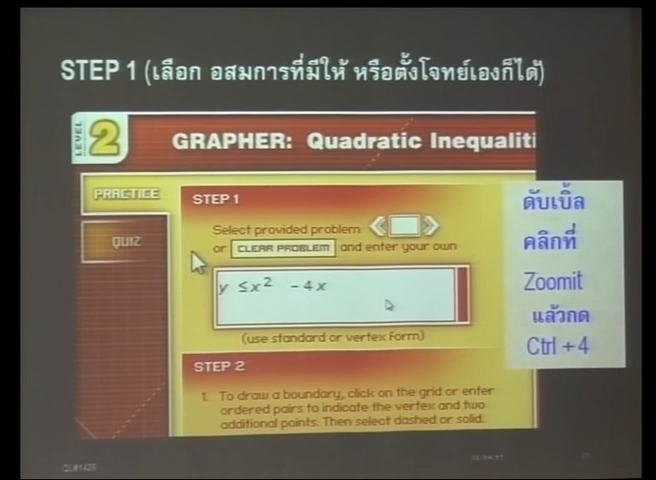 STEP 1 (เลือก อสมการที่มีให้ หรือตั้งโจทย์เองก็ได้)
LEVEL 2
GRAPHER: Quadratic Inequaliti
PRACTICE
QUIZ
STEP 1
Select provided problem
or CLEAR PROBLEM and enter your own
y ≤x² - 4x
(use standard or vertex form)
STEP 2
1. To draw a boundary, click on the grid or enter
ordered pairs to indicate the vertex and two
additional points. Then select dashed or solid.
ดับเบิ้ล
คลิกที่
Zoomit
แล้วกด
Ctrl + 4